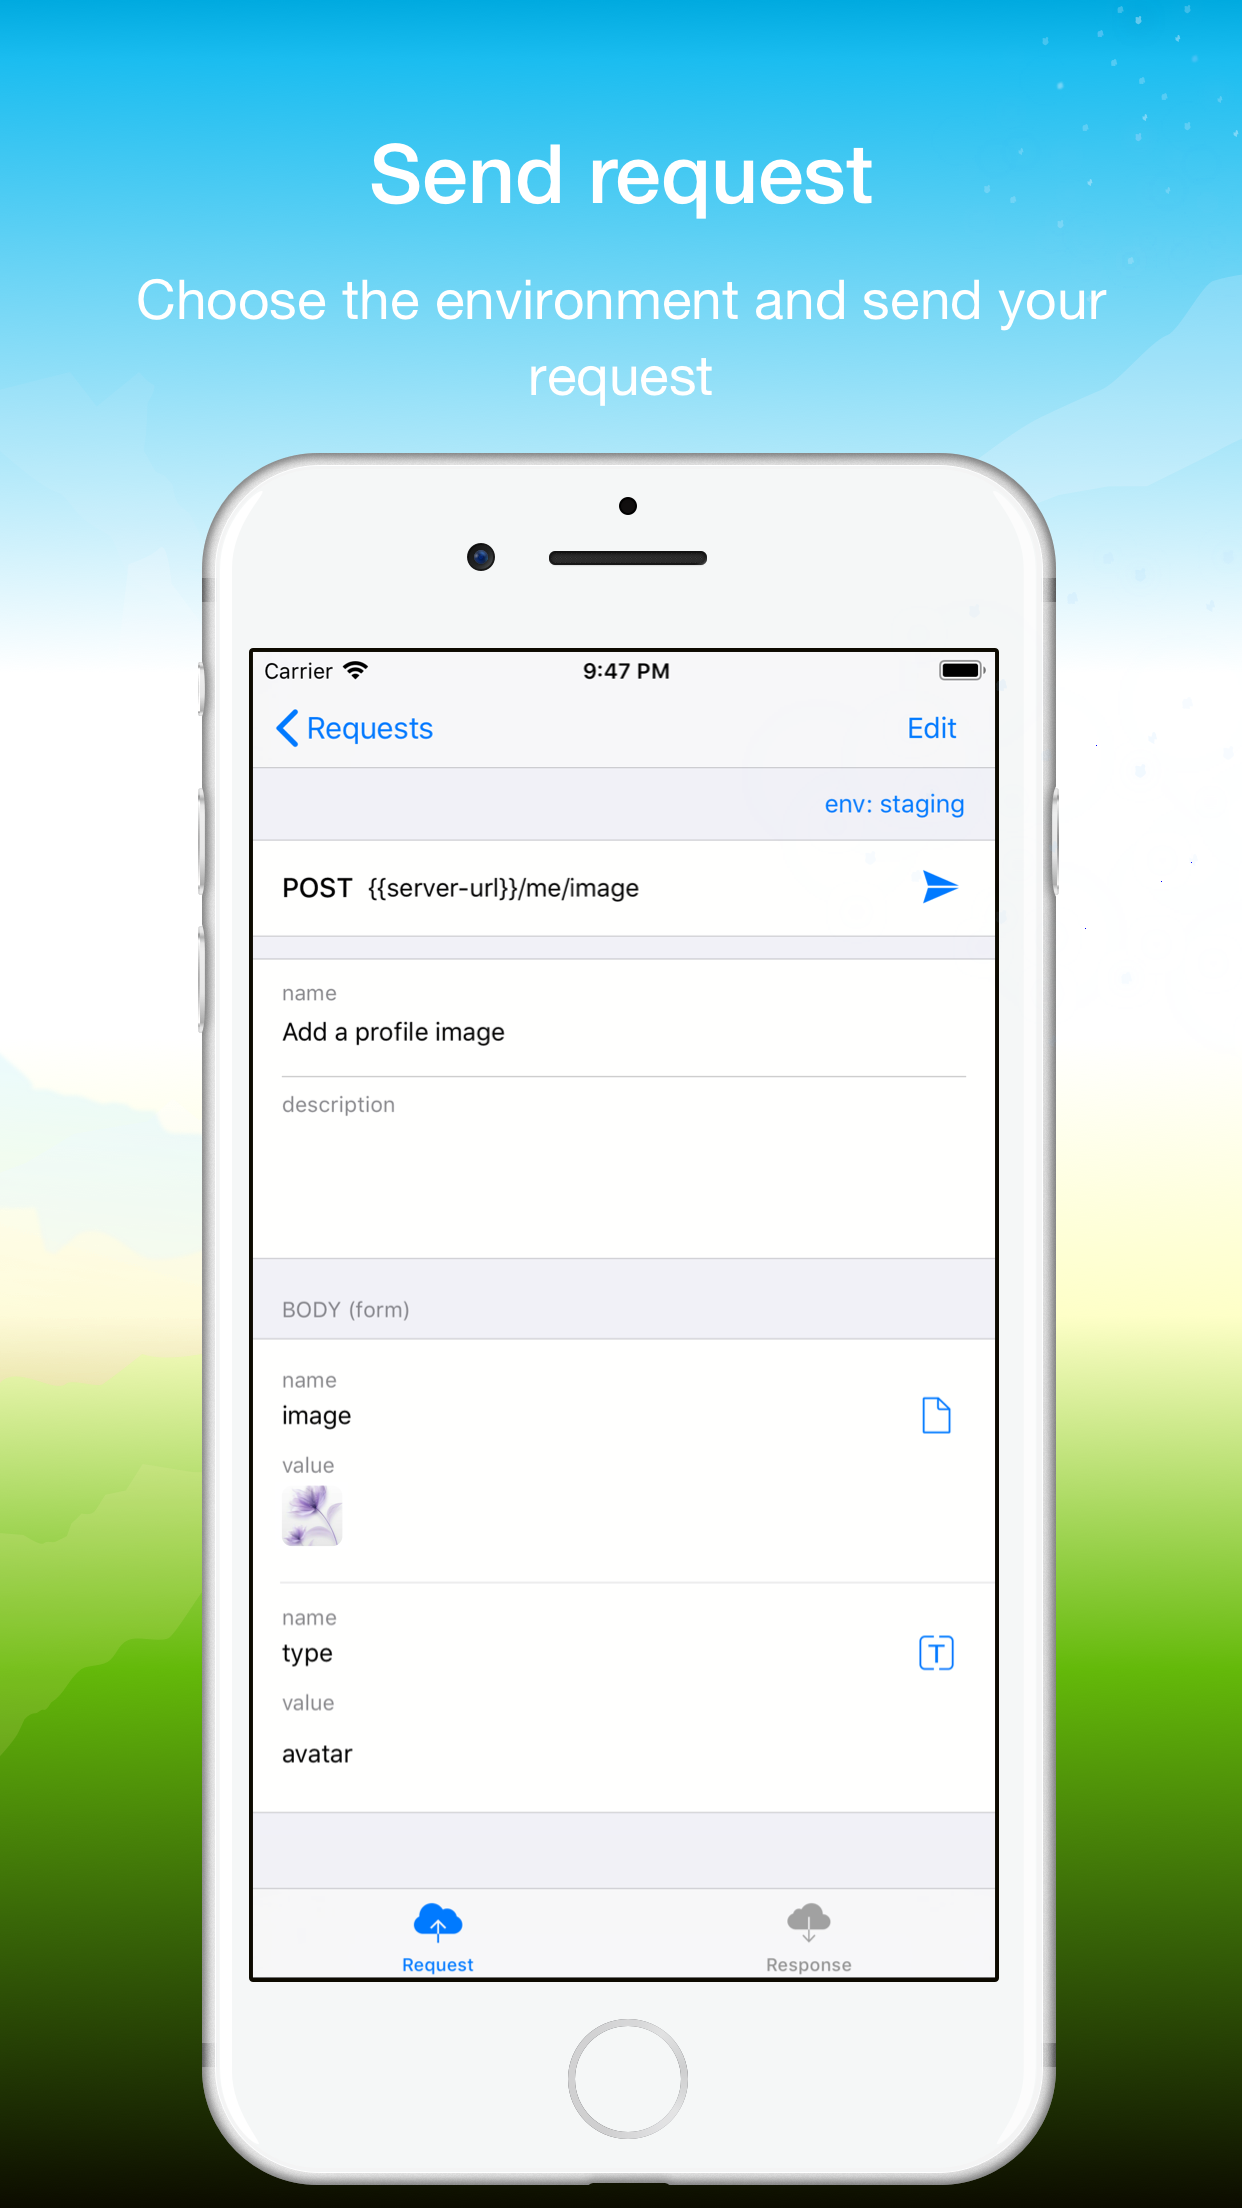 Send request
Choose the environment and send your
request
Carrier 9:47 PM
Requests Edit
env: staging
POST {{server-url}}/me/image
name
Add a profile image
description
BODY (form)
name
image
value
name
type
T
value
avatar
Request Response